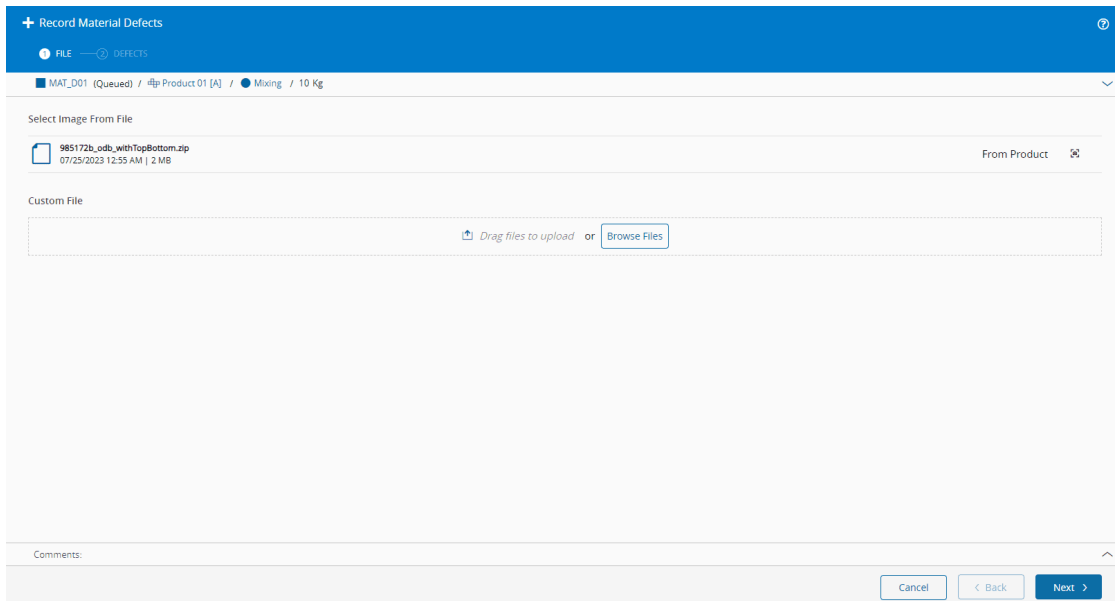 Record Material Defects
1 FILE 2 DEFECTS
MAT_D01 (Queued) / Product 01 [A] / Mixing / 10 Kg
Select Image From File
985172b_odb_withTopBottom.zip
07/25/2023 12:55 AM | 2 MB
From Product
Custom File
Drag files to upload or Browse Files
Comments:
Cancel < Back Next >